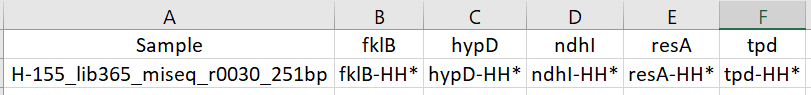 A B C D E F
Sample fklB hypD ndhI resA tpd
H-155_lib365_miseq_r0030_251bp fklB-HH* hypD-HH* ndhI-HH* resA-HH* tpd-HH*